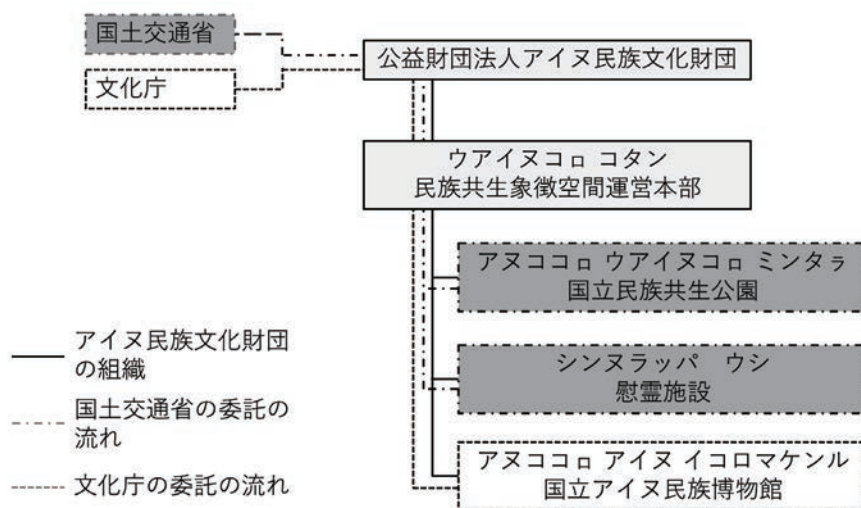 国土交通省
文化庁
公益財団法人アイヌ民族文化財団
ウアイヌコㇿ コタン
民族共生象徴空間運営本部
アヌココㇿ ウアイヌコㇿ ミンタㇻ
国立民族共生公園
シンヌラッパ ウシ
慰霊施設
アヌココㇿ アイヌ イコロマケンル
国立アイヌ民族博物館
アイヌ民族文化財団
の組織
国土交通省の委託の
流れ
文化庁の委託の流れ